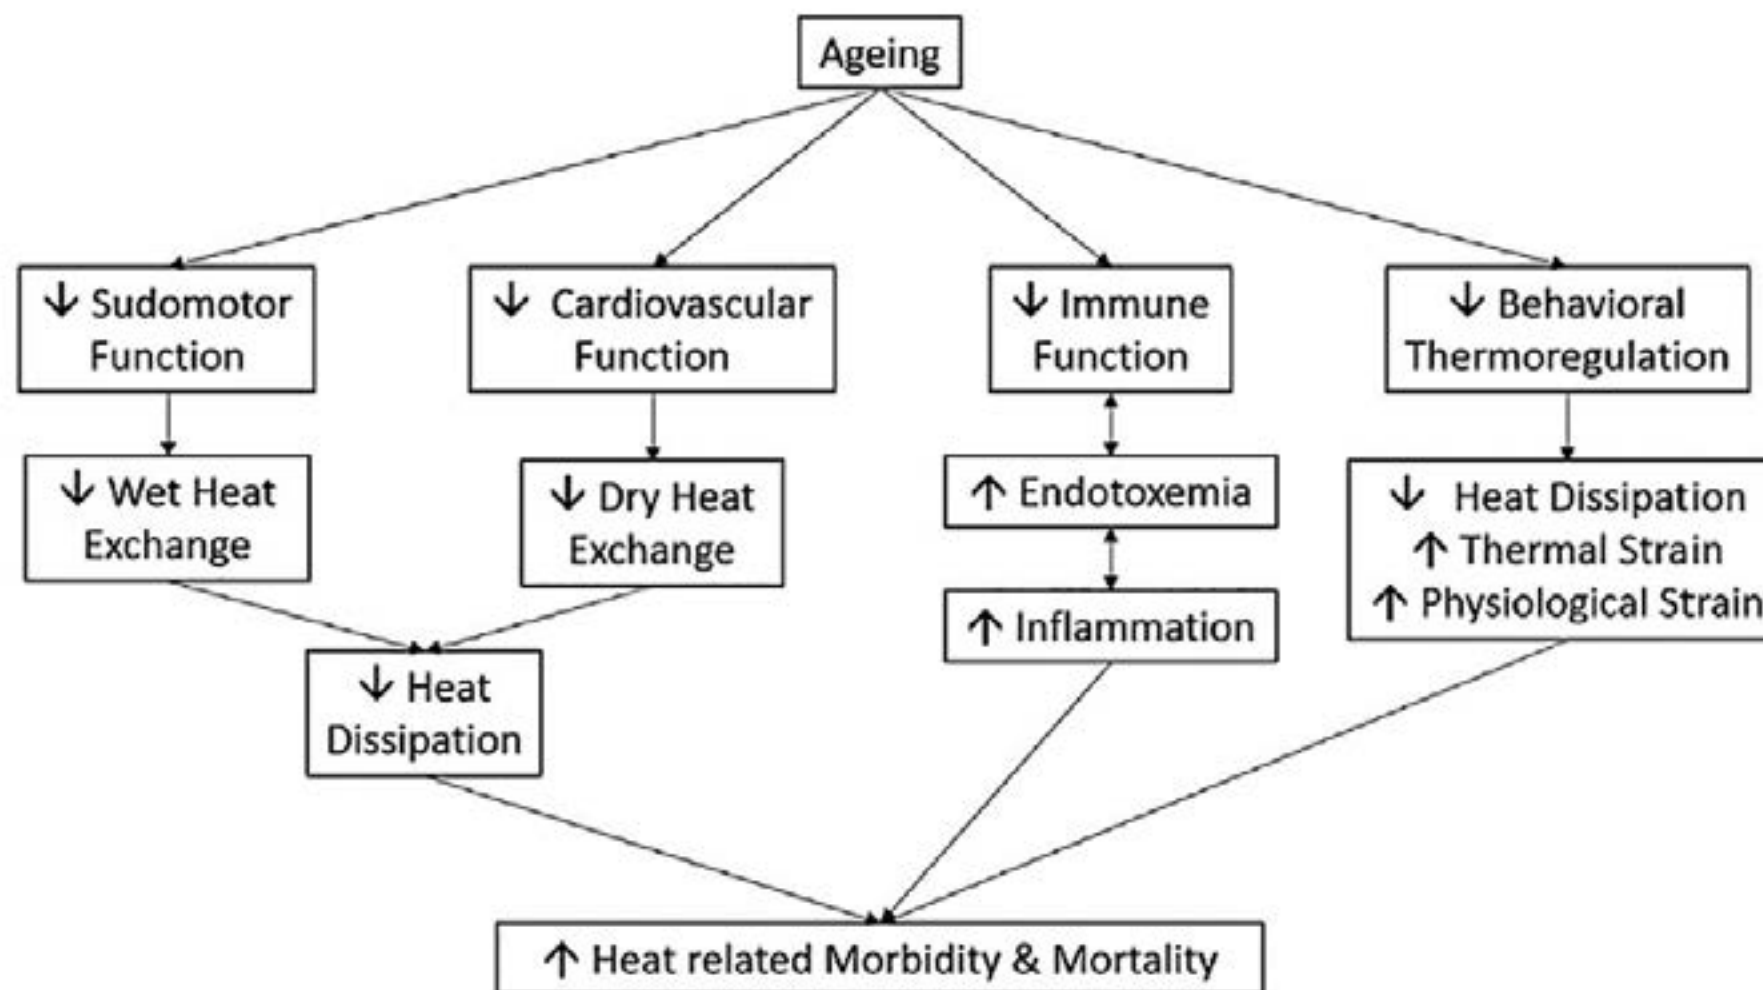 Ageing
↓ Sudomotor
Function
↓ Cardiovascular
Function
↓ Immune
Function
↓ Behavioral
Thermoregulation
↓ Wet Heat
Exchange
↓ Dry Heat
Exchange
↑ Endotoxemia
↓ Heat Dissipation
↑ Thermal Strain
↑ Physiological Strain
↑ Inflammation
↓ Heat
Dissipation
↑ Heat related Morbidity & Mortality